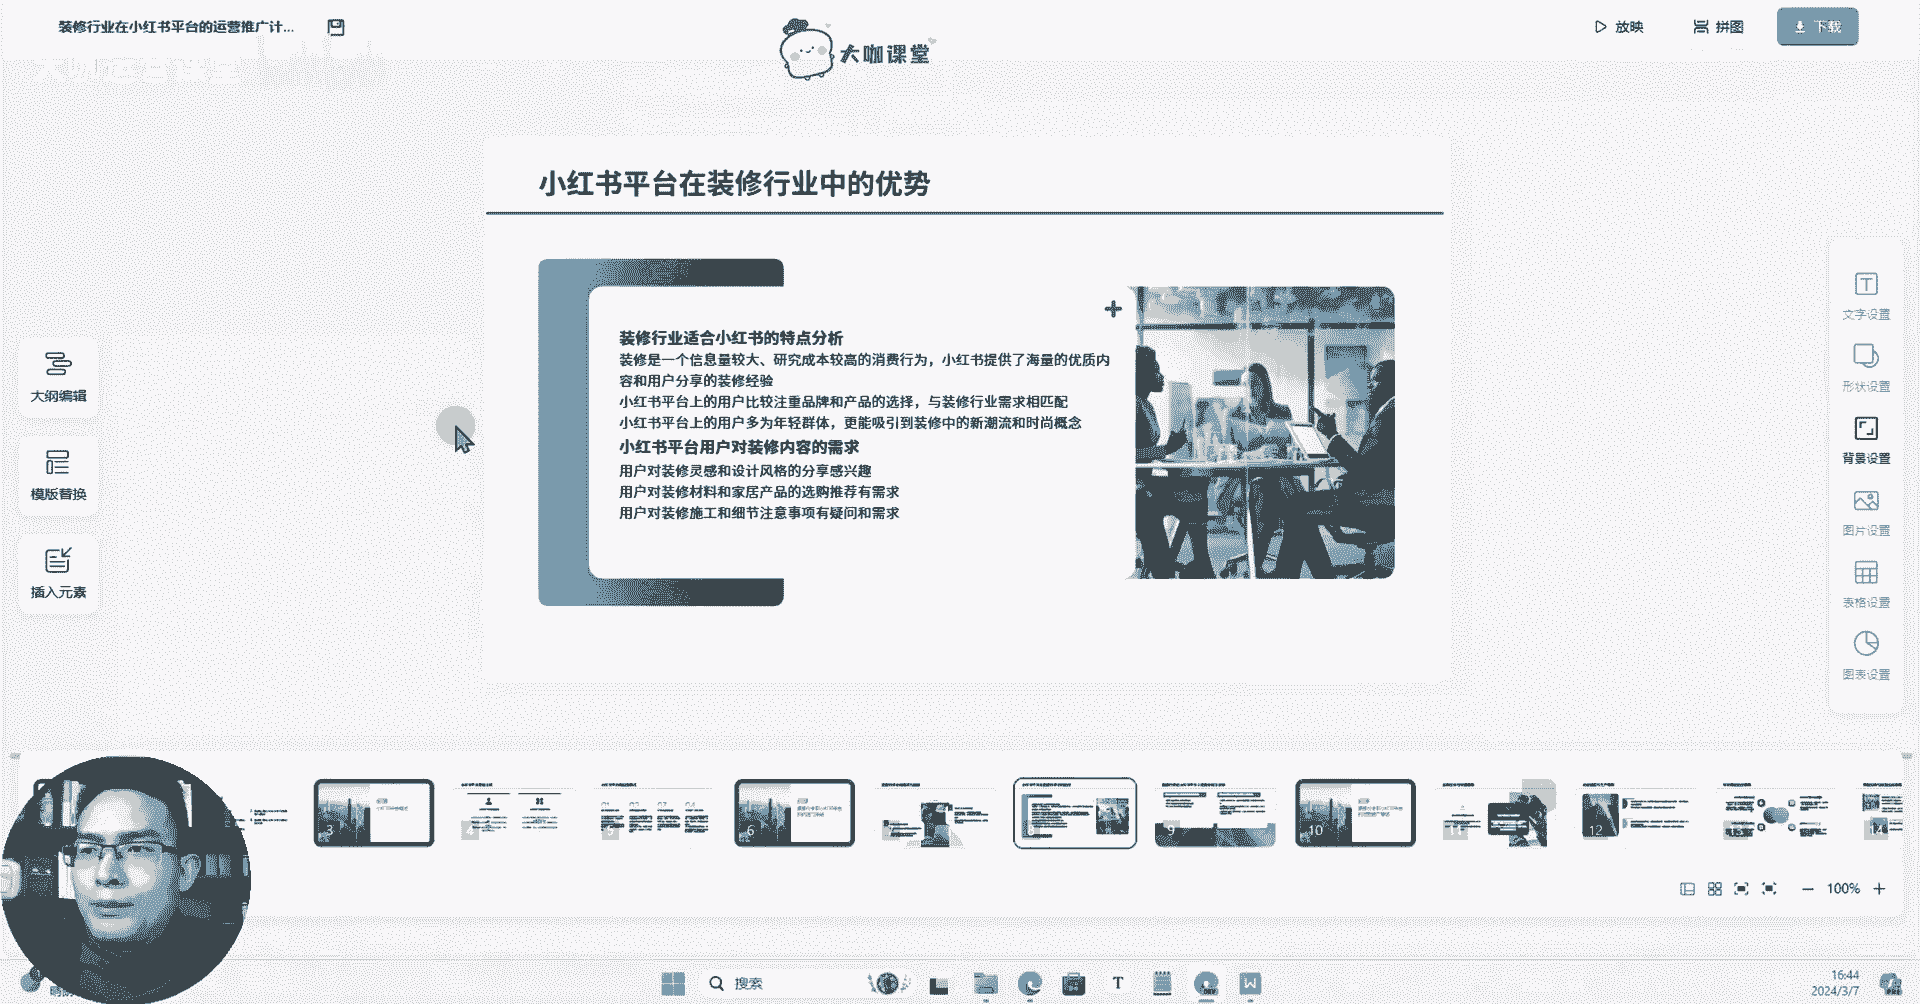 装修行业在小红书平台的运营推广计...
大咖课堂
放映
拼图
下载
小红书平台在装修行业中的优势
装修行业适合小红书的特点分析
装修是一个信息量较大、研究成本较高的消费行为，小红书提供了海量的优质内
容和用户分享的装修经验
小红书平台上的用户比较注重品牌和产品的选择，与装修行业需求相匹配
小红书平台上的用户多为年轻群体，更能吸引到装修中的新潮流和时尚概念
小红书平台用户对装修内容的需求
用户对装修灵感和设计风格的分享感兴趣
用户对装修材料和家居产品的选购推荐有需求
用户对装修施工和细节注意事项有疑问和需求
大纲编辑
模版替换
插入元素
文字设置
形状设置
背景设置
图片设置
表格设置
图表设置
3
4
5
6
8
9
10
11
12
14
100%
搜索
16:44
2024/3/7